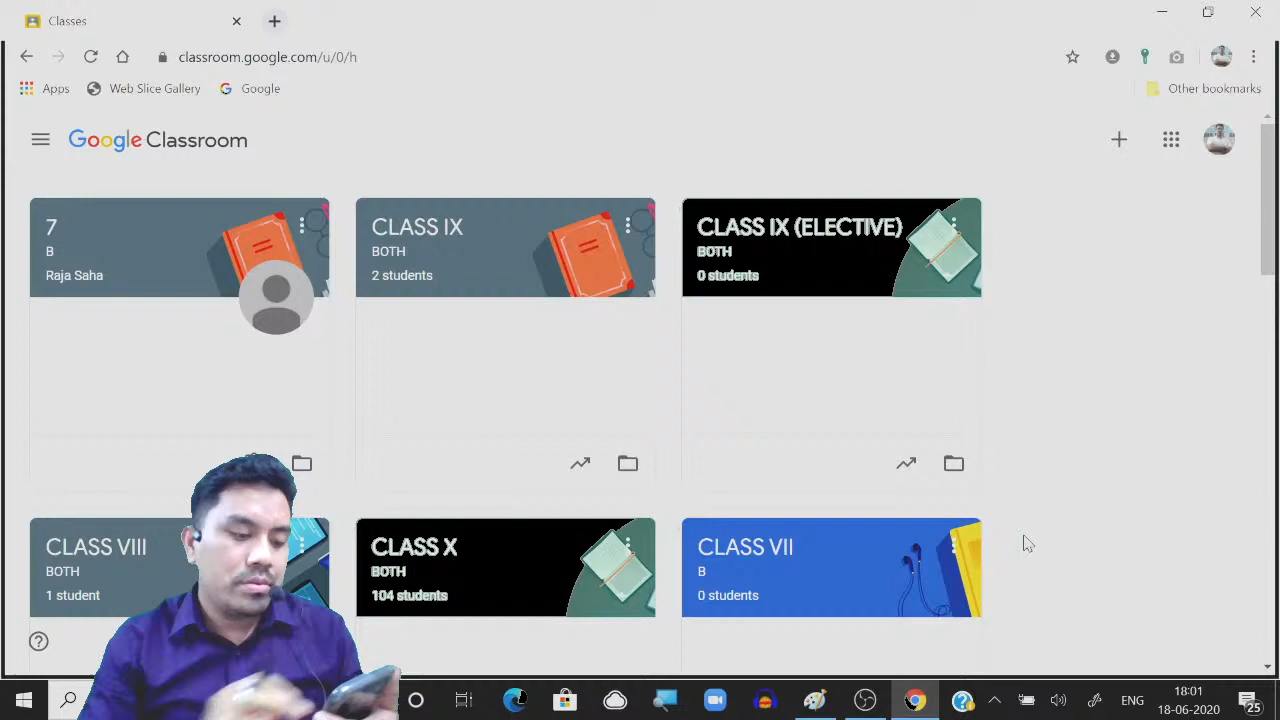 Classes
classroom.google.com/u/0/h
Apps
Web Slice Gallery
Google
Other bookmarks
Google Classroom
7
B
Raja Saha
CLASS IX
BOTH
2 students
CLASS IX (ELECTIVE)
BOTH
0 students
CLASS VIII
BOTH
1 student
CLASS X
BOTH
104 students
CLASS VII
B
0 students
ENG
18:01
18-06-2020
25